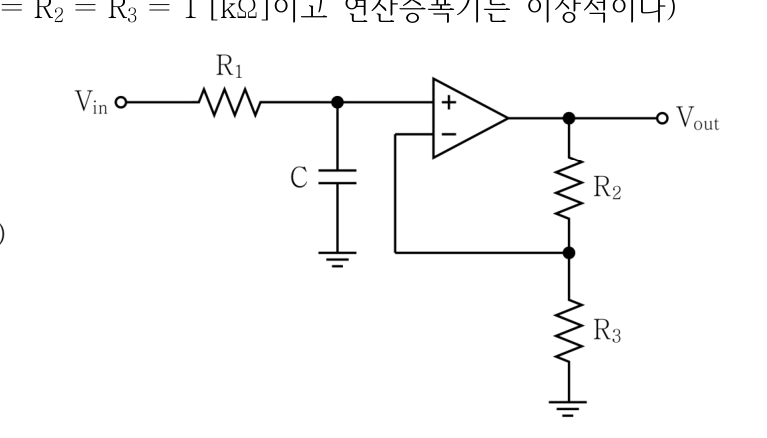 = R₂ = R₃ = 1 [kΩ]이고 연산증폭기는 이상적이다)
R₁
Vin
+
Vout
−
C
R₂
)
R₃